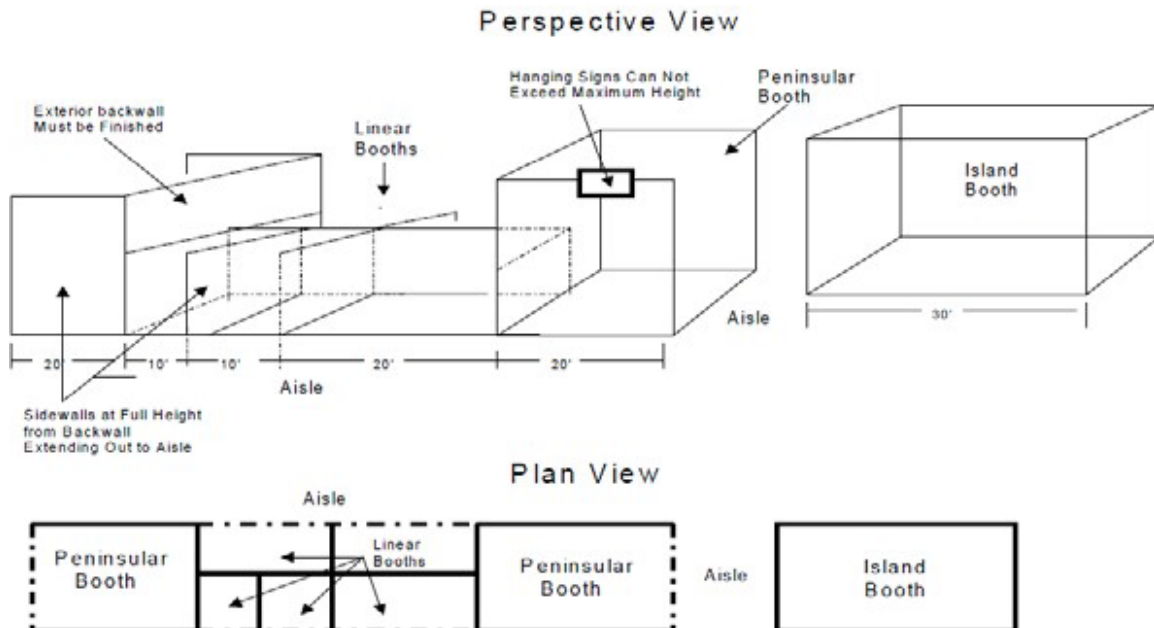 Perspective View
Hanging Signs Can Not
Exceed Maximum Height
Peninsular
Booth
Exterior backwall
Must be Finished
Linear
Booths
Island
Booth
Aisle
30'
20'
10'
10'
20'
20'
Aisle
Sidewalls at Full Height
from Backwall
Extending Out to Aisle
Plan View
Aisle
Peninsular
Booth
Linear
Booths
Peninsular
Booth
Aisle
Island
Booth